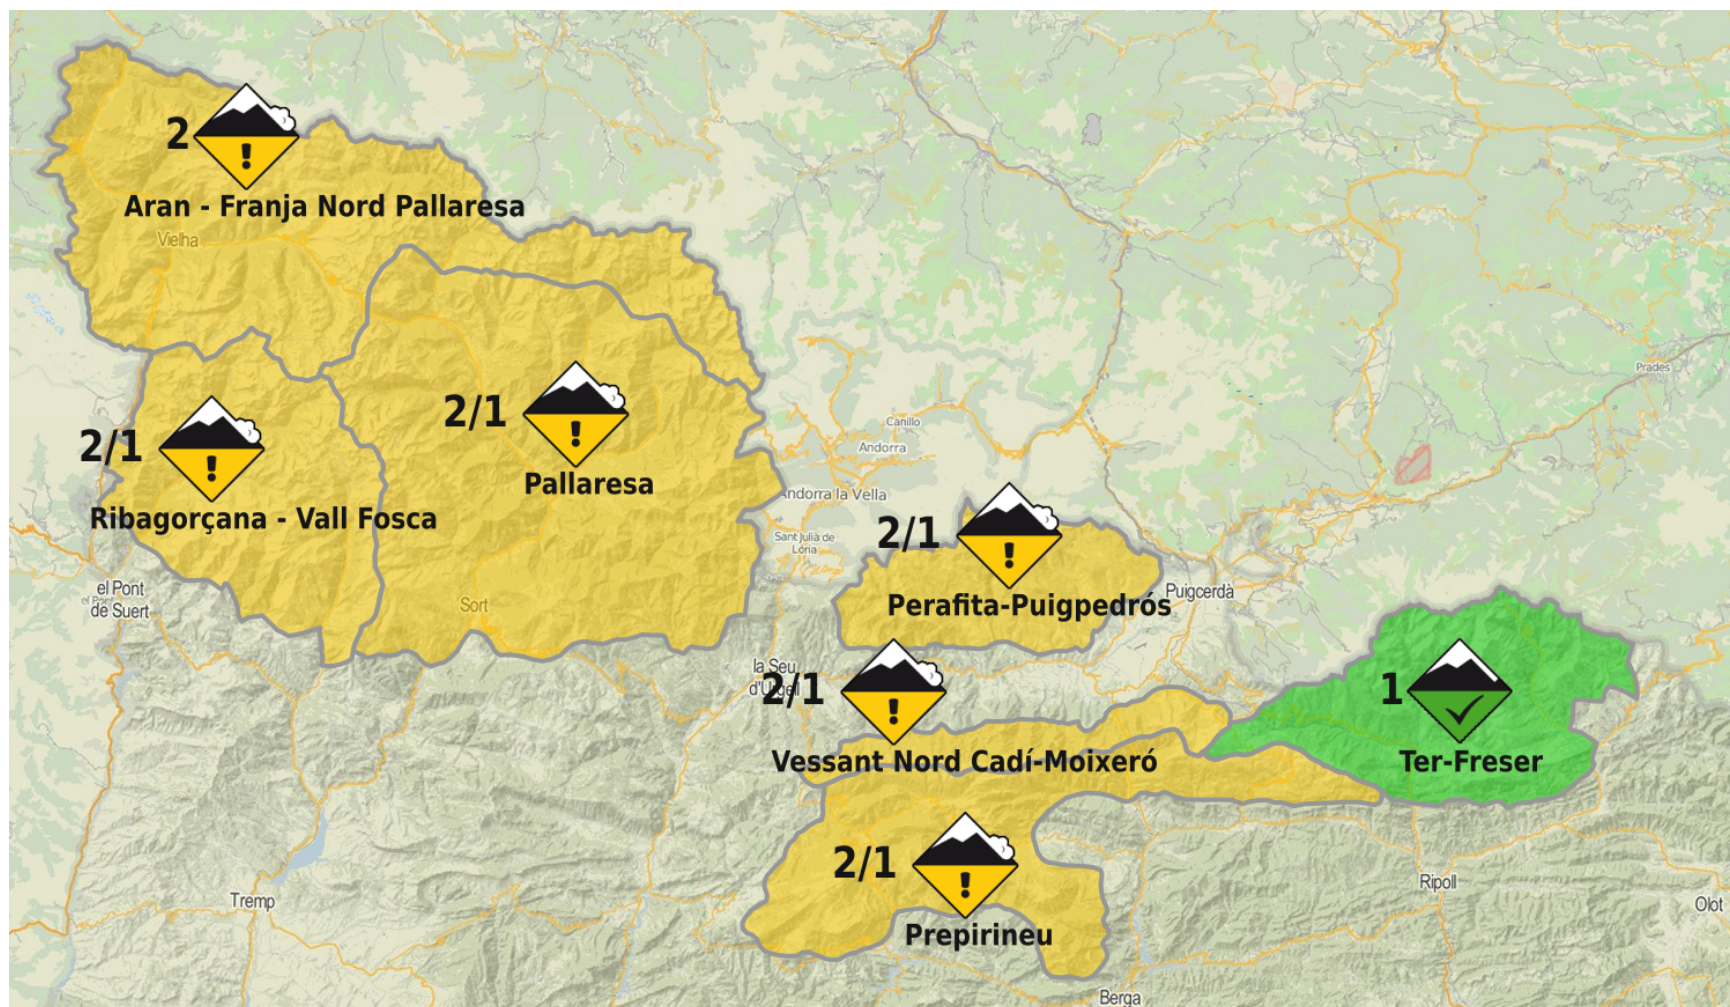 2
Aran - Franja Nord Pallaresa
Vielha
Prades
2/1
Pallaresa
2/1
Ribagorçana - Vall Fosca
Canillo
Andorra
Andorra la Vella
Sant Julià de
Lòria
2/1
Perafita-Puigpedrós
Puigcerdà
el Pont
de Suert
Sort
la Seu
d'Urgell
2/1
Vessant Nord Cadí-Moixeró
1
Ter-Freser
2/1
Prepirineu
Tremp
Ripoll
Olot
Berga